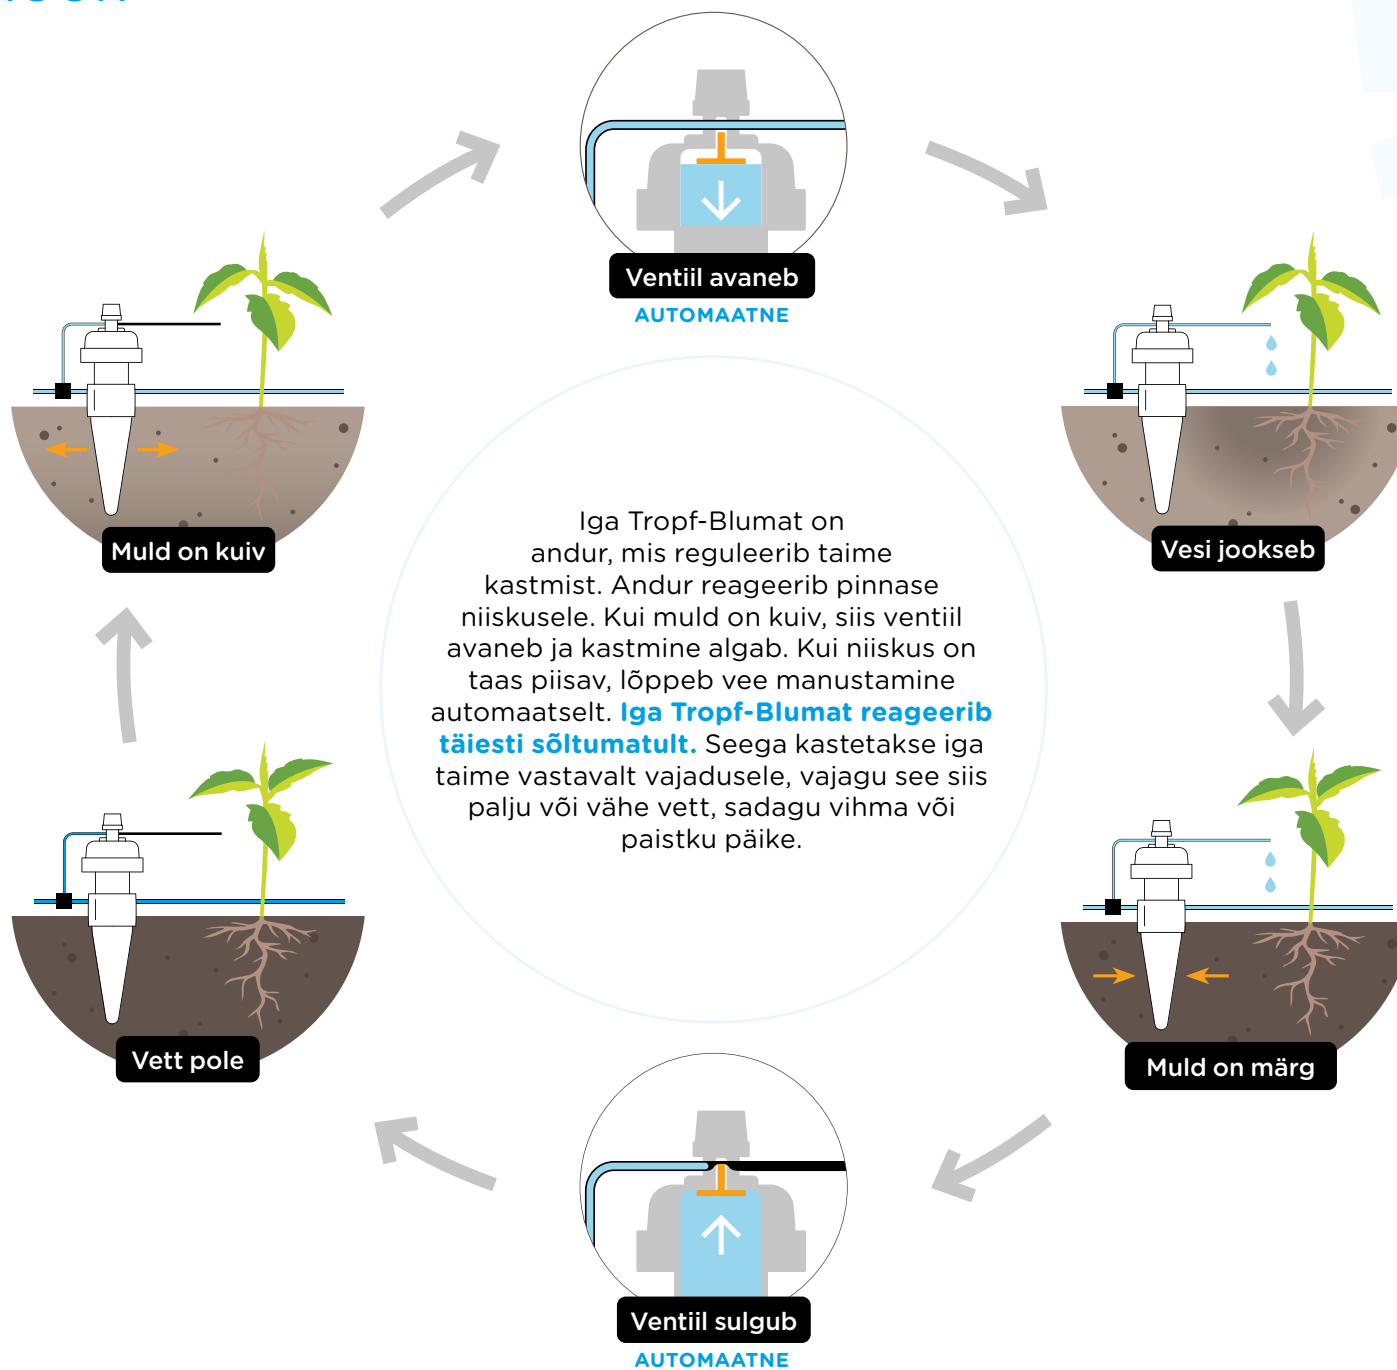 Ventiil avaneb
AUTOMAATNE
Muld on kuiv
Vesi jookseb
Iga Tropf-Blumat on
andur, mis reguleerib taime
kastmist. Andur reageerib pinnase
niiskusele. Kui muld on kuiv, siis ventiil
avaneb ja kastmine algab. Kui niiskus on
taas piisav, lõppeb vee manustamine
automaatselt. Iga Tropf-Blumat reageerib
täiesti sõltumatult. Seega kastetakse iga
taime vastavalt vajadusele, vajagu see siis
palju või vähe vett, sadagu vihma või
paistku päike.
Vett pole
Muld on märg
Ventiil sulgub
AUTOMAATNE